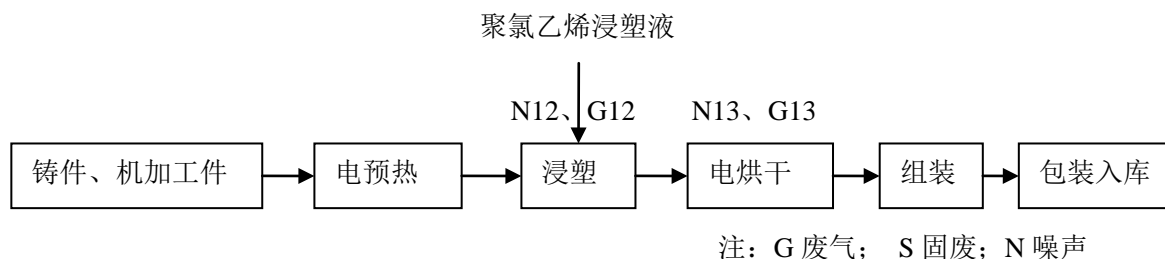 聚氯乙烯浸塑液
N12、G12 N13、G13
铸件、机加工件 电预热 浸塑 电烘干 组装 包装入库
注：G 废气； S 固废；N 噪声